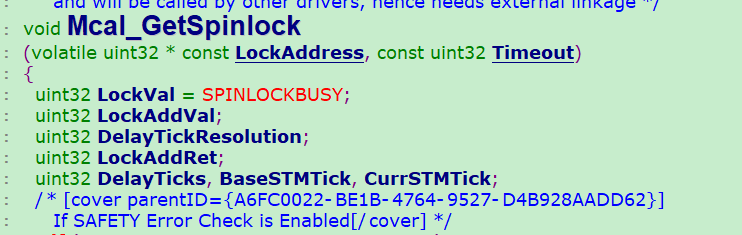 and will be called by other drivers, hence needs external linkage */
: void Mcal_GetSpinlock
: (volatile uint32 * const LockAddress, const uint32 Timeout)
: {
: uint32 LockVal = SPINLOCKBUSY;
: uint32 LockAddVal;
: uint32 DelayTickResolution;
: uint32 LockAddRet;
: uint32 DelayTicks, BaseSTMTick, CurrSTMTick;
: /* [cover parentID={A6FC0022-BE1B-4764-9527-D4B928AADD62}]
: If SAFETY Error Check is Enabled[/cover] */